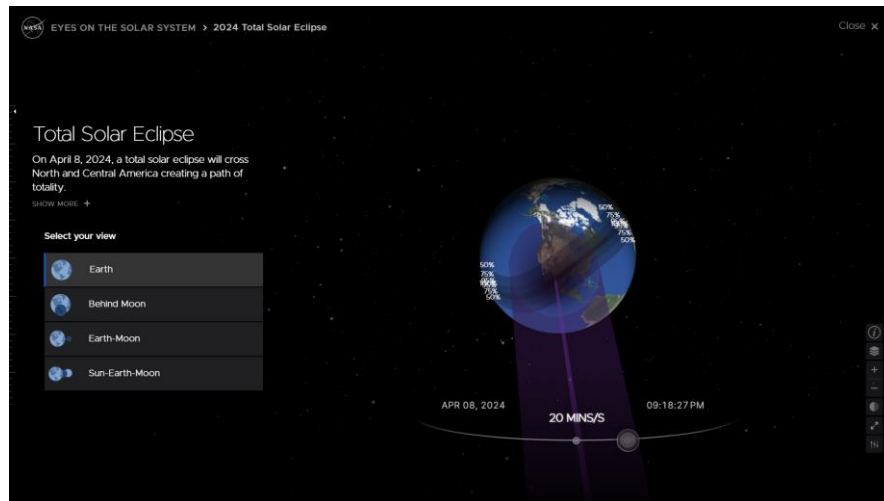 NASA
EYES ON THE SOLAR SYSTEM > 2024 Total Solar Eclipse
Close ×
Total Solar Eclipse
On April 8, 2024, a total solar eclipse will cross
North and Central America creating a path of
totality.
SHOW MORE +
Select your view
Earth
Behind Moon
Earth-Moon
Sun-Earth-Moon
50%
75%
75%
50%
50%
75%
75%
50%
APR 08, 2024
20 MINS/S
09:18:27 PM